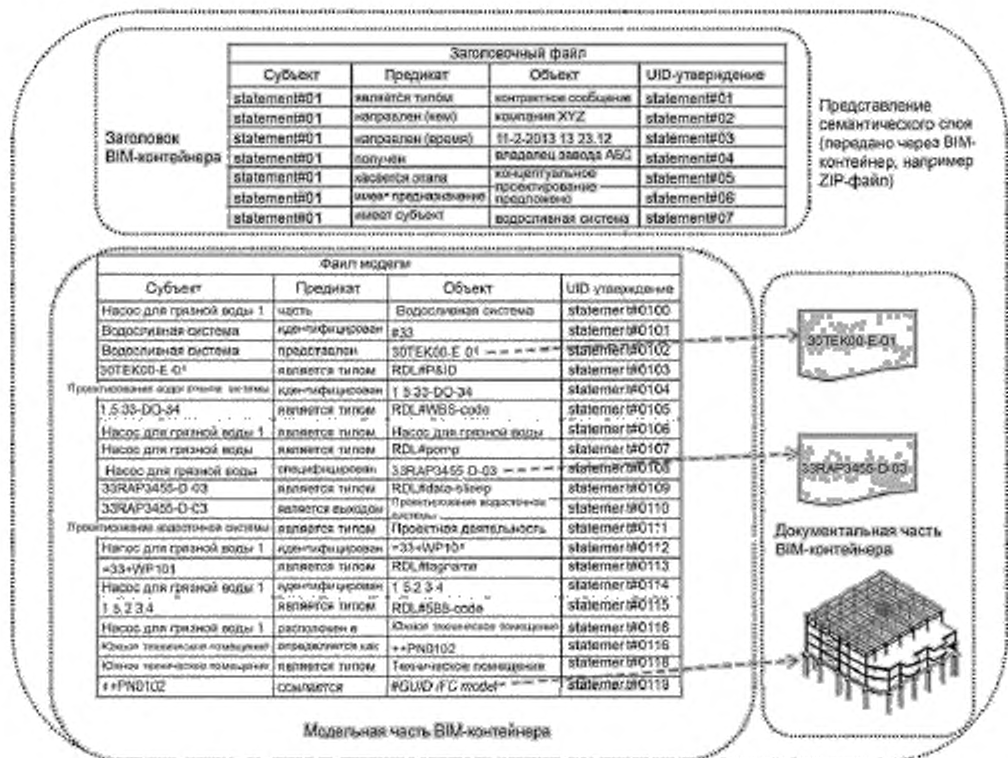 Заголовочный файл
Субъект Предикат Объект UID-утверждение
statement#01 является типом контрактное сообщение statement#01
statement#01 направлен (кем) компания XYZ statement#02
statement#01 направлен (время) 11-2-2013 13 23.12 statement#03
statement#01 получен владелец завода АБС statement#04
statement#01 касается этапа концептуальное проектирование statement#05
statement#01 имеет предназначение предложено statement#06
statement#01 имеет субъект водосливная система statement#07
Заголовок
BIM-контейнера
Представление
семантического слоя
(передано через BIM-
контейнер, например
ZIP-файл)
Файл модели
Субъект Предикат Объект UID утверждение
Насос для грязной воды 1 часть Водосливная система statement#0100
Водосливная система идентифицирован #33 statement#0101
Водосливная система представлен 30TEK00-E 01 statement#0102
30TEK00-E 01 является типом RDL#P&ID statement#0103
Проектирование водосточной системы идентифицирован 1 5 33-DO-34 statement#0104
1.5 33-DO-34 является типом RDL#WBS-code statement#0105
Насос для грязной воды 1 является типом Насос для грязной воды statement#0106
Насос для грязной воды является типом RDL#pomp statement#0107
Насос для грязной воды специфицирован 33RAP3455 D-03 statement#0108
33RAP3455-D 03 является типом statement#0109
33RAP3455-D-03 является выходом Проектирование водосточной системы statement#0110
Проектирование водосточной системы является типом Проектная деятельность statement#0111
Насос для грязной воды 1 идентифицирован =33+WP101 statement#0112
=33+WP101 является типом RDL#tagname statement#0113
Насос для грязной воды 1 идентифицирован 1 5.2 3.4 statement#0114
1 5.2 3.4 является типом RDL#SBS-code statement#0115
Насос для грязной воды 1 расположен в Южное техническое помещение statement#0116
Южное техническое помещение определяется как ++PN0102 statement#0116
Южное техническое помещение является типом Техническое помещение statement#0118
++PN0102 ссылается #GUID IFC model statement#0119
Модельная часть BIM-контейнера
30TEK00-E-01
33RAP3455-D-03
Документальная часть
BIM-контейнера